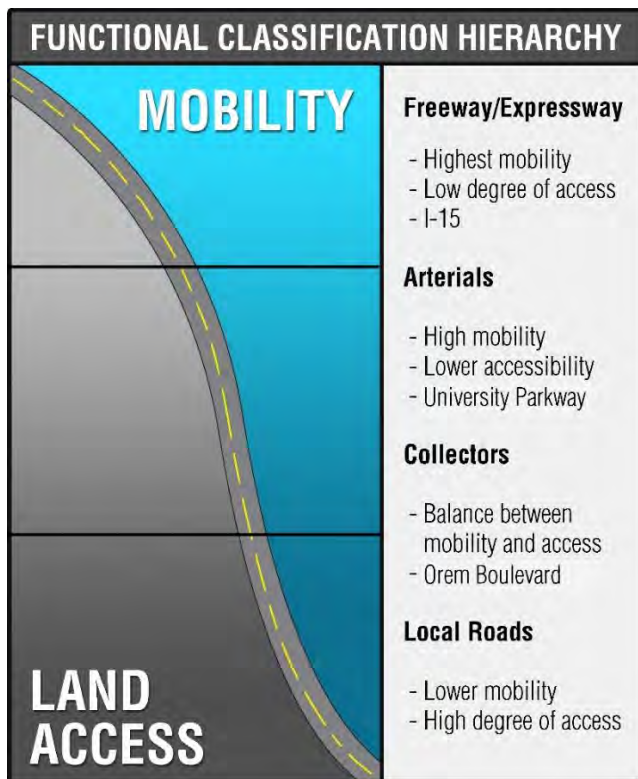 FUNCTIONAL CLASSIFICATION HIERARCHY
MOBILITY
LAND
ACCESS
Freeway/Expressway
- Highest mobility
- Low degree of access
- I-15
Arterials
- High mobility
- Lower accessibility
- University Parkway
Collectors
- Balance between
mobility and access
- Orem Boulevard
Local Roads
- Lower mobility
- High degree of access